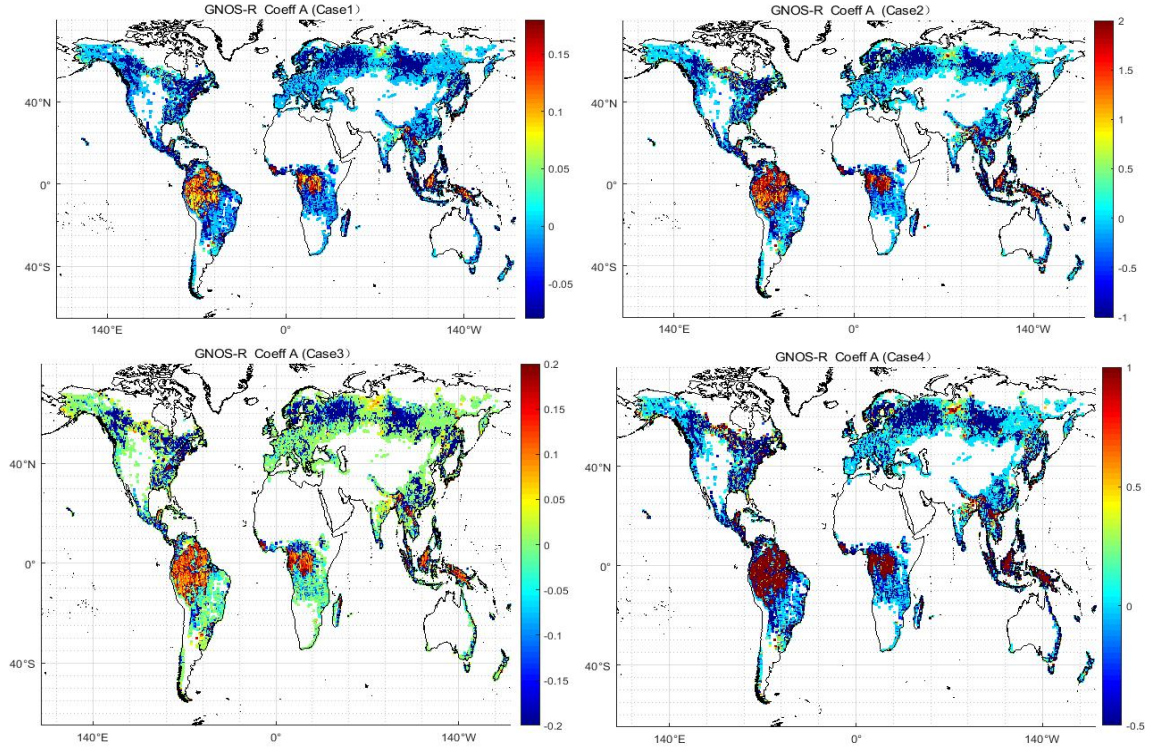 GNOS-R Coeff A (Case1）
40°N
0°
40°S
140°E
0°
140°W
0.15
0.1
0.05
0
-0.05
GNOS-R Coeff A (Case2）
40°N
0°
40°S
140°E
0°
140°W
2
1.5
1
0.5
0
-0.5
-1
GNOS-R Coeff A (Case3）
40°N
0°
40°S
140°E
0°
140°W
0.2
0.15
0.1
0.05
0
-0.05
-0.1
-0.15
-0.2
GNOS-R Coeff A (Case4）
40°N
0°
40°S
140°E
0°
140°W
1
0.5
0
-0.5